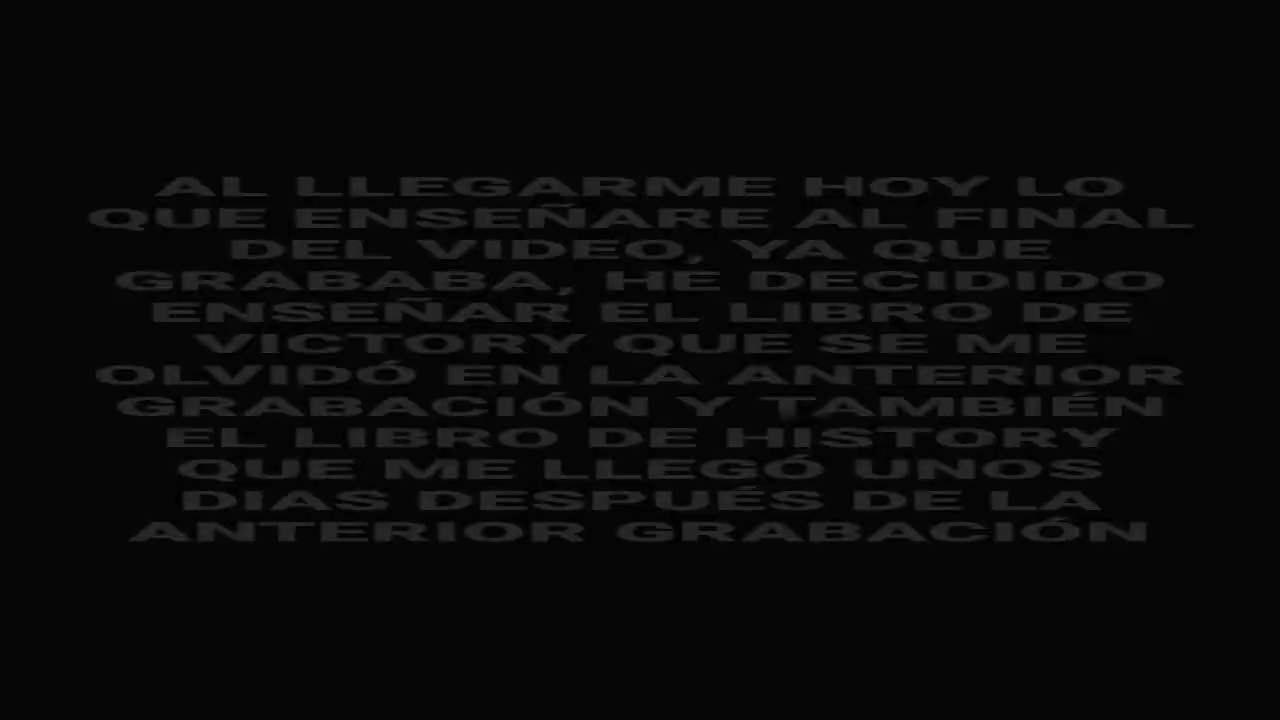 AL LLEGARME HOY LO
QUE ENSEÑARE AL FINAL
DEL VIDEO, YA QUE
GRABABA, HE DECIDIDO
ENSEÑAR EL LIBRO DE
VICTORY QUE SE ME
OLVIDÓ EN LA ANTERIOR
GRABACIÓN Y TAMBIÉN
EL LIBRO DE HISTORY
QUE ME LLEGÓ UNOS
DIAS DESPUÉS DE LA
ANTERIOR GRABACIÓN